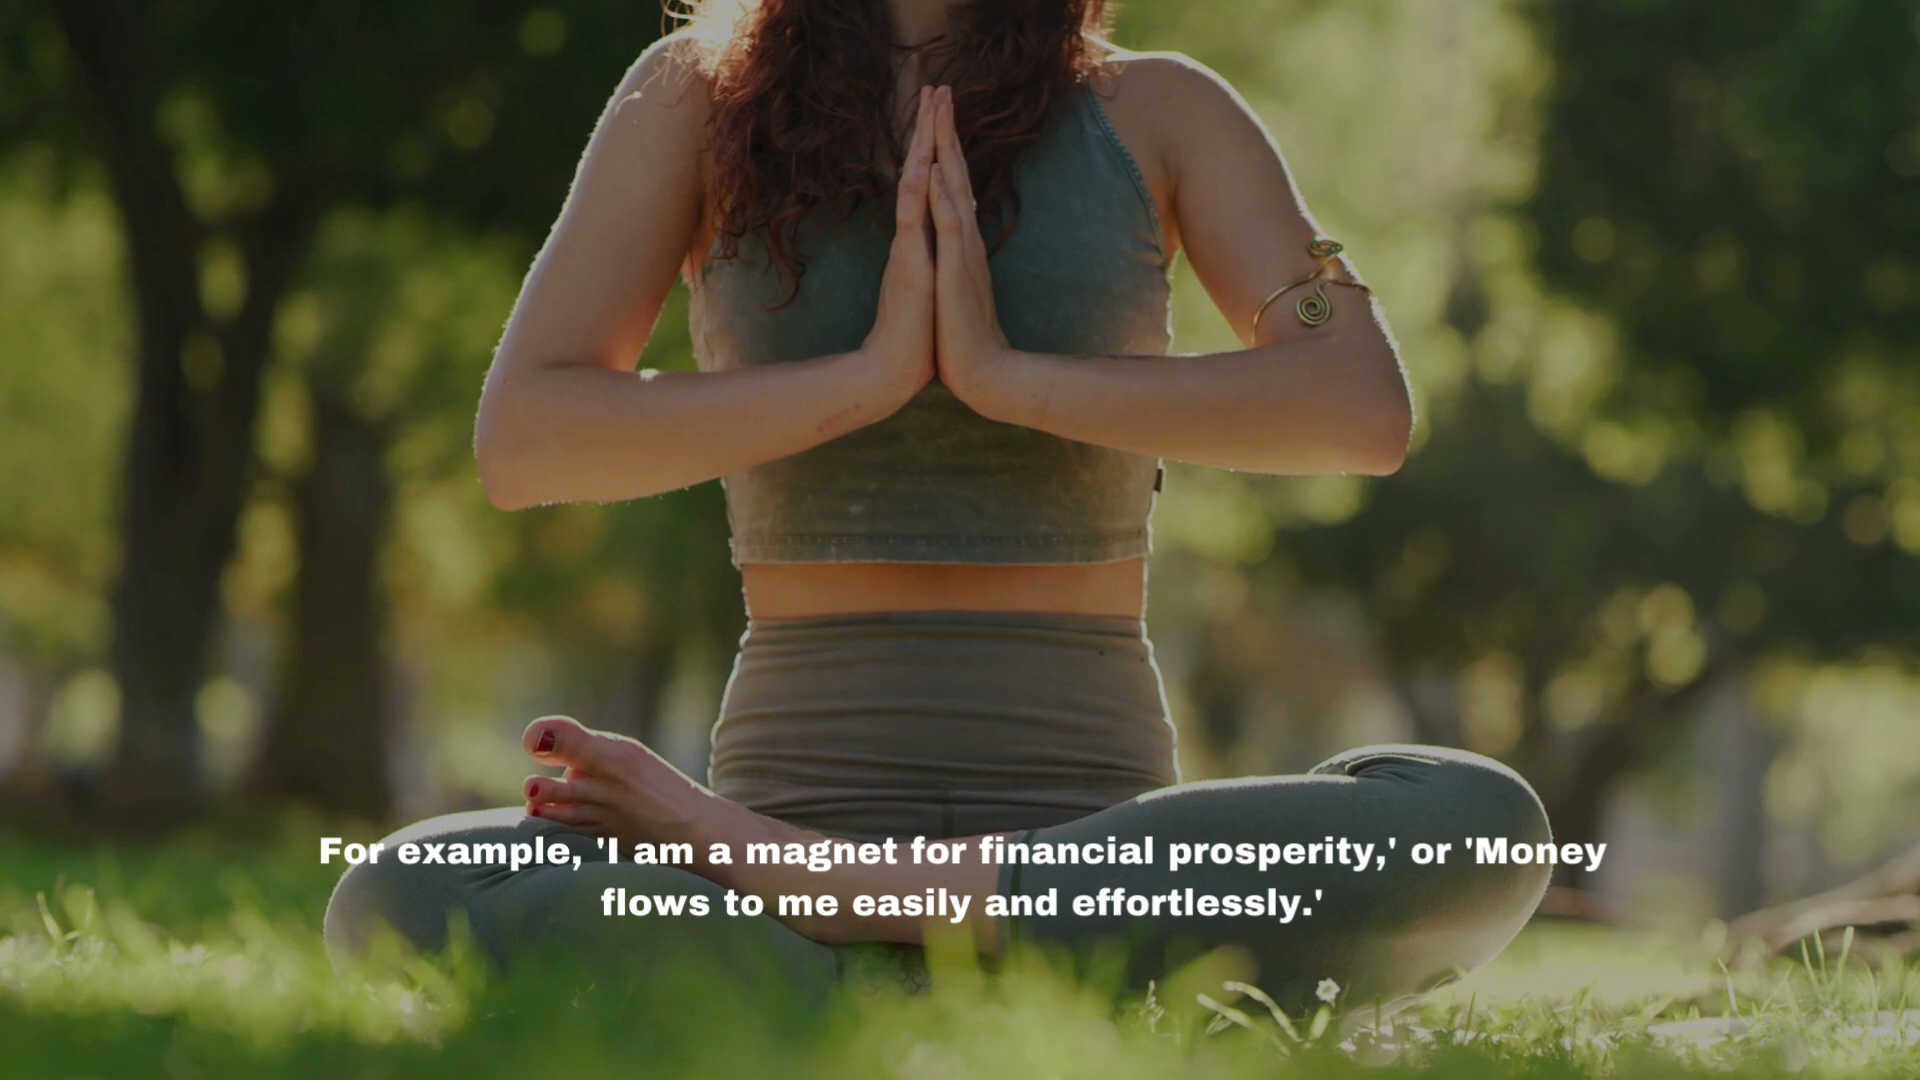 For example, 'I am a magnet for financial prosperity,' or 'Money
flows to me easily and effortlessly.'